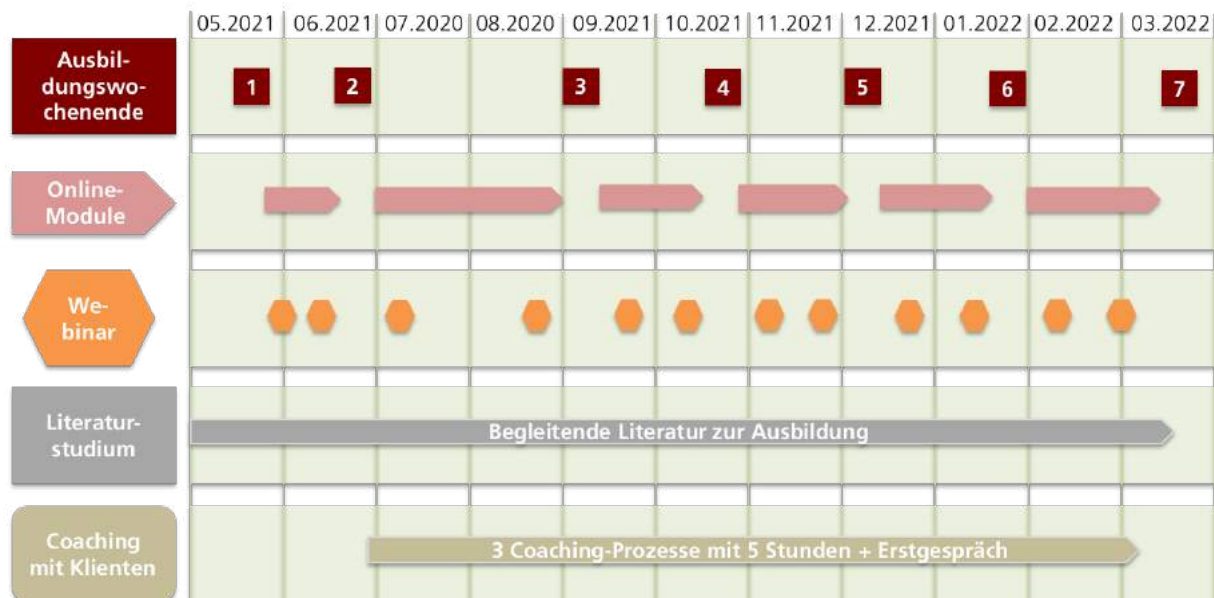 05.2021 06.2021 07.2020 08.2020 09.2021 10.2021 11.2021 12.2021 01.2022 02.2022 03.2022
Ausbil-
dungswo-
chenende
1 2 3 4 5 6 7
Online-
Module
We-
binar
Literatur-
studium
Begleitende Literatur zur Ausbildung
Coaching
mit Klienten
3 Coaching-Prozesse mit 5 Stunden + Erstgespräch